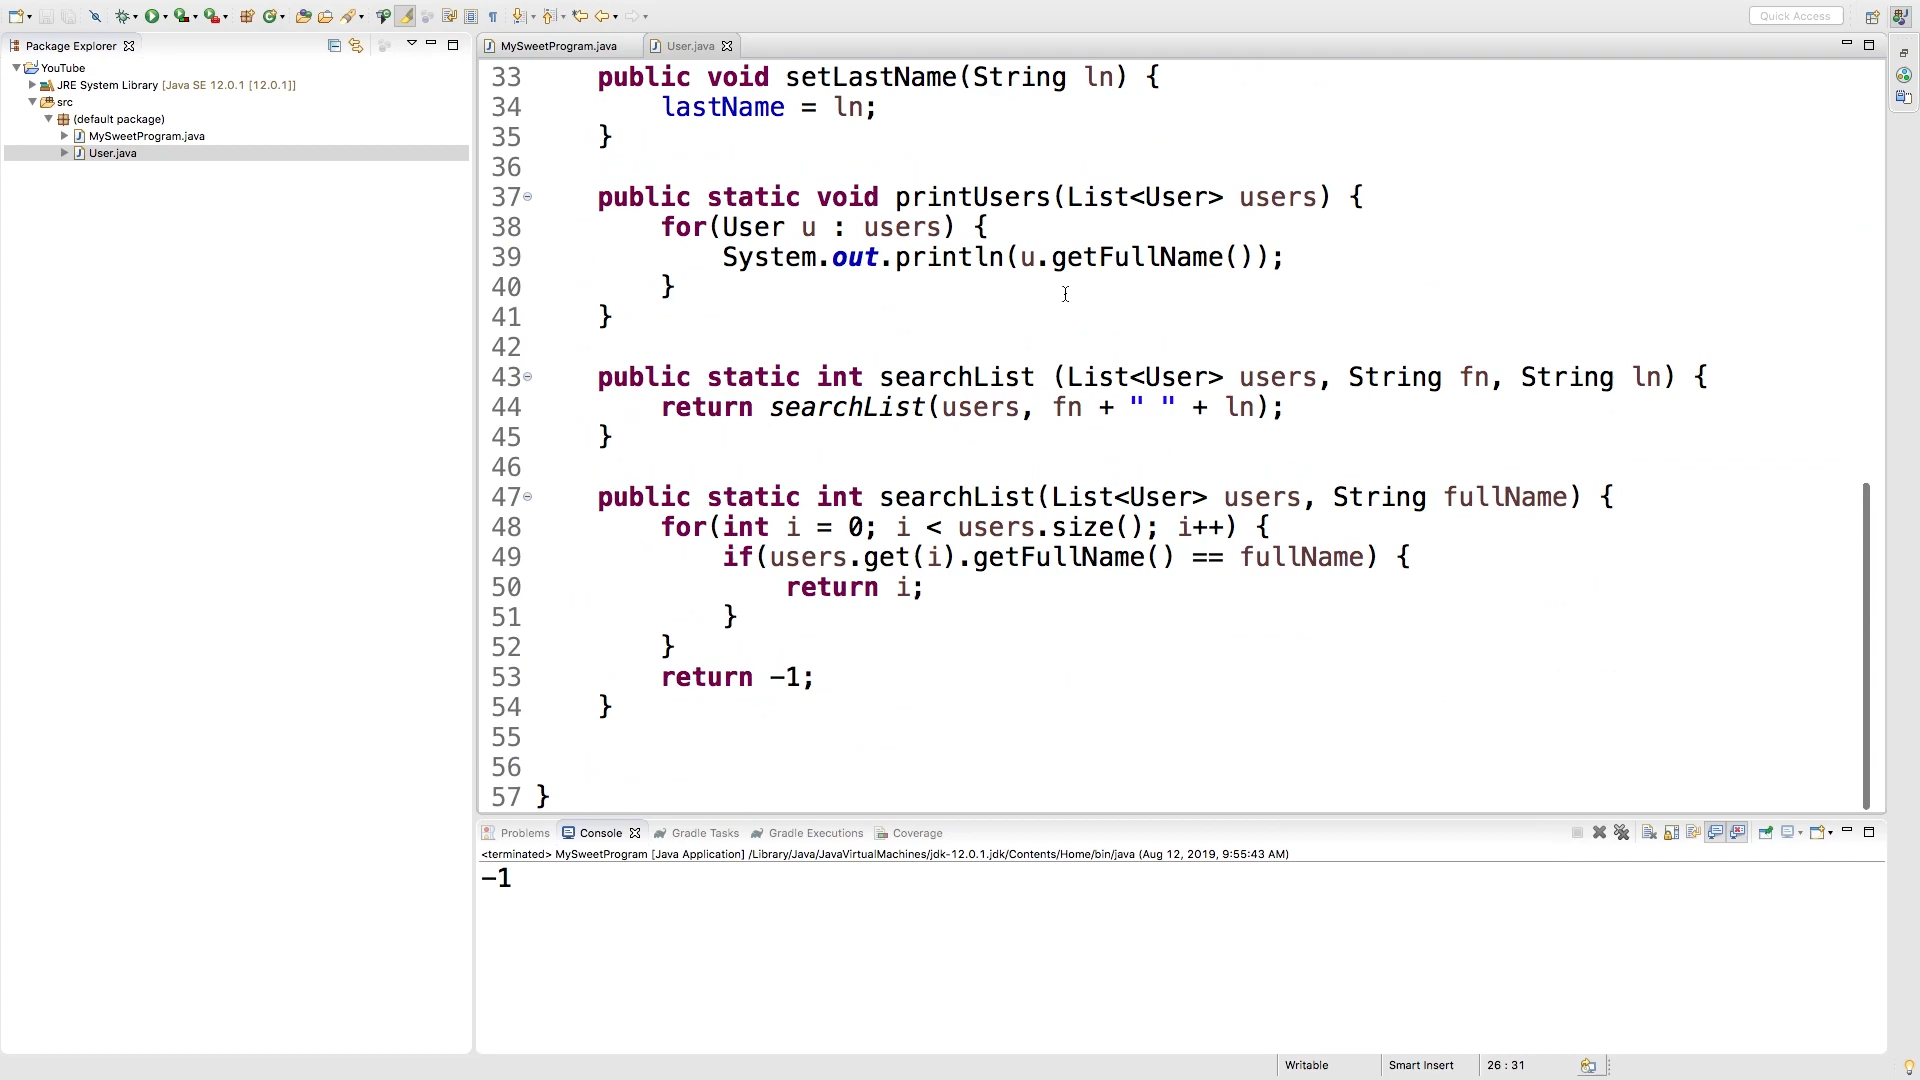 Quick Access
Package Explorer
MySweetProgram.java
User.java
YouTube
JRE System Library [Java SE 12.0.1 [12.0.1]]
src
(default package)
MySweetProgram.java
User.java
33 public void setLastName(String ln) {
34 lastName = ln;
35 }
36
37 public static void printUsers(List<User> users) {
38 for(User u : users) {
39 System.out.println(u.getFullName());
40 }
41 }
42
43 public static int searchList (List<User> users, String fn, String ln) {
44 return searchList(users, fn + " " + ln);
45 }
46
47 public static int searchList(List<User> users, String fullName) {
48 for(int i = 0; i < users.size(); i++) {
49 if(users.get(i).getFullName() == fullName) {
50 return i;
51 }
52 }
53 return -1;
54 }
55
56
57 }
Problems Console Gradle Tasks Gradle Executions Coverage
<terminated> MySweetProgram [Java Application] /Library/Java/JavaVirtualMachines/jdk-12.0.1.jdk/Contents/Home/bin/java (Aug 12, 2019, 9:55:43 AM)
-1
Writable Smart Insert 26 : 31